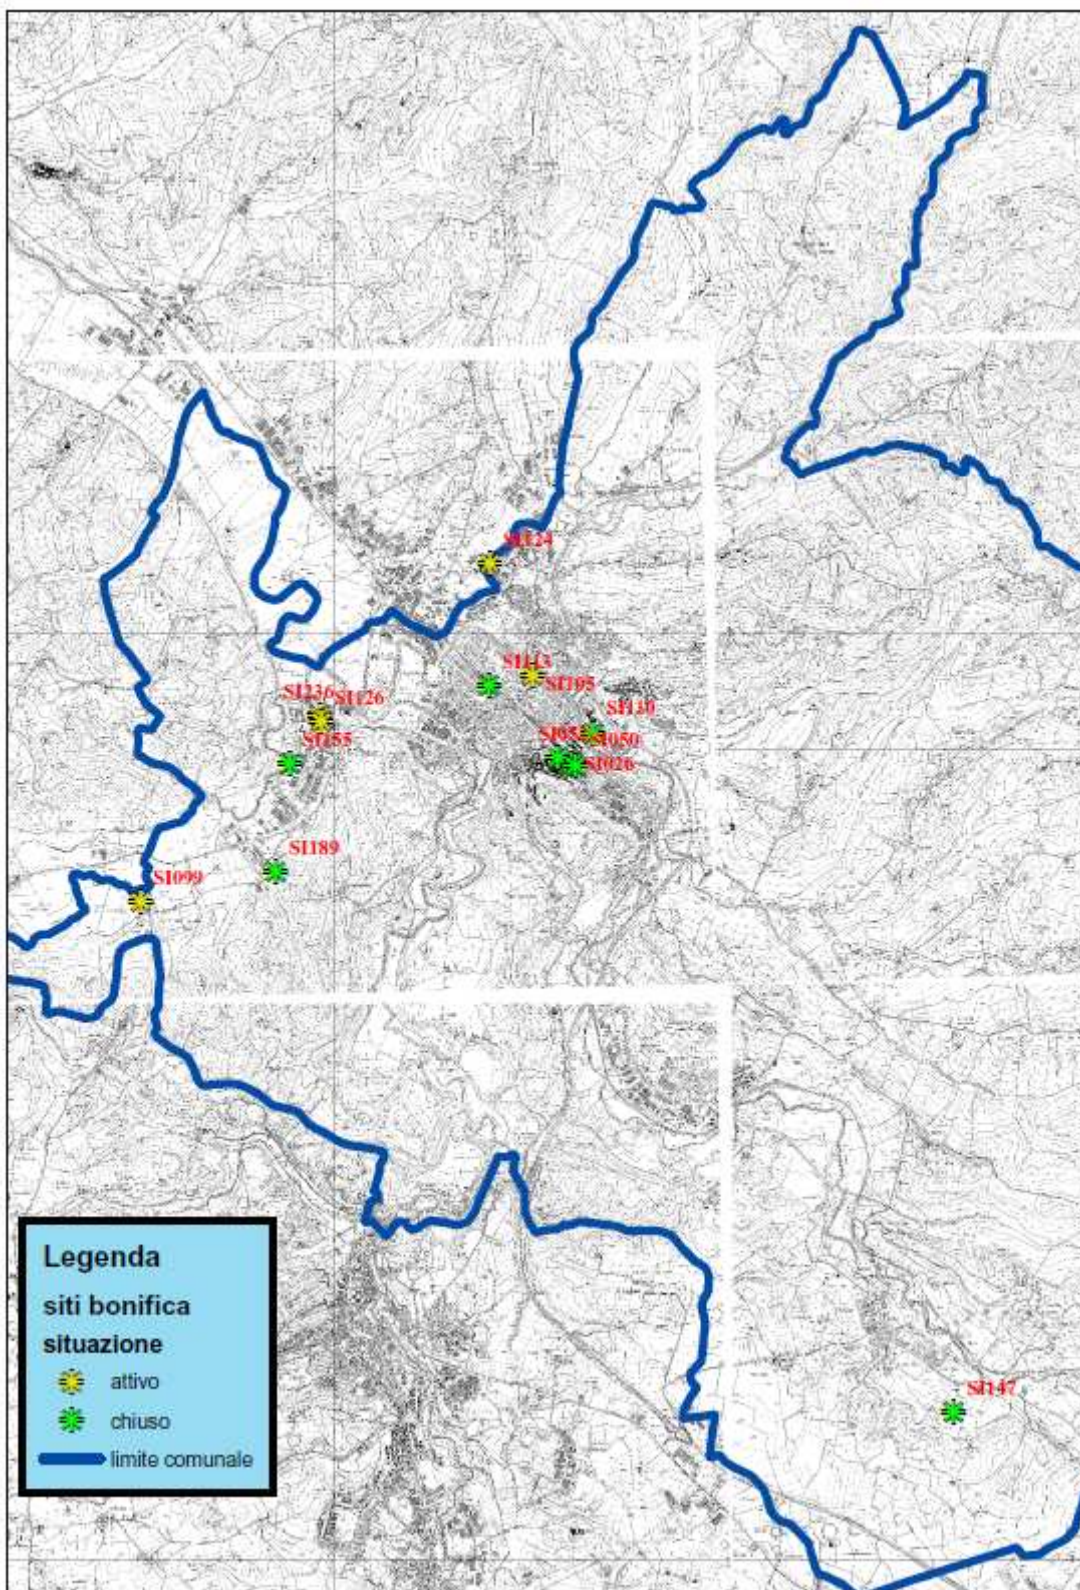 SI124
SI113
SI105
SI236
SI126
SI130
SI050
SI155
SI026
SI189
SI099
Legenda
siti bonifica
situazione
attivo
chiuso
limite comunale
SI147